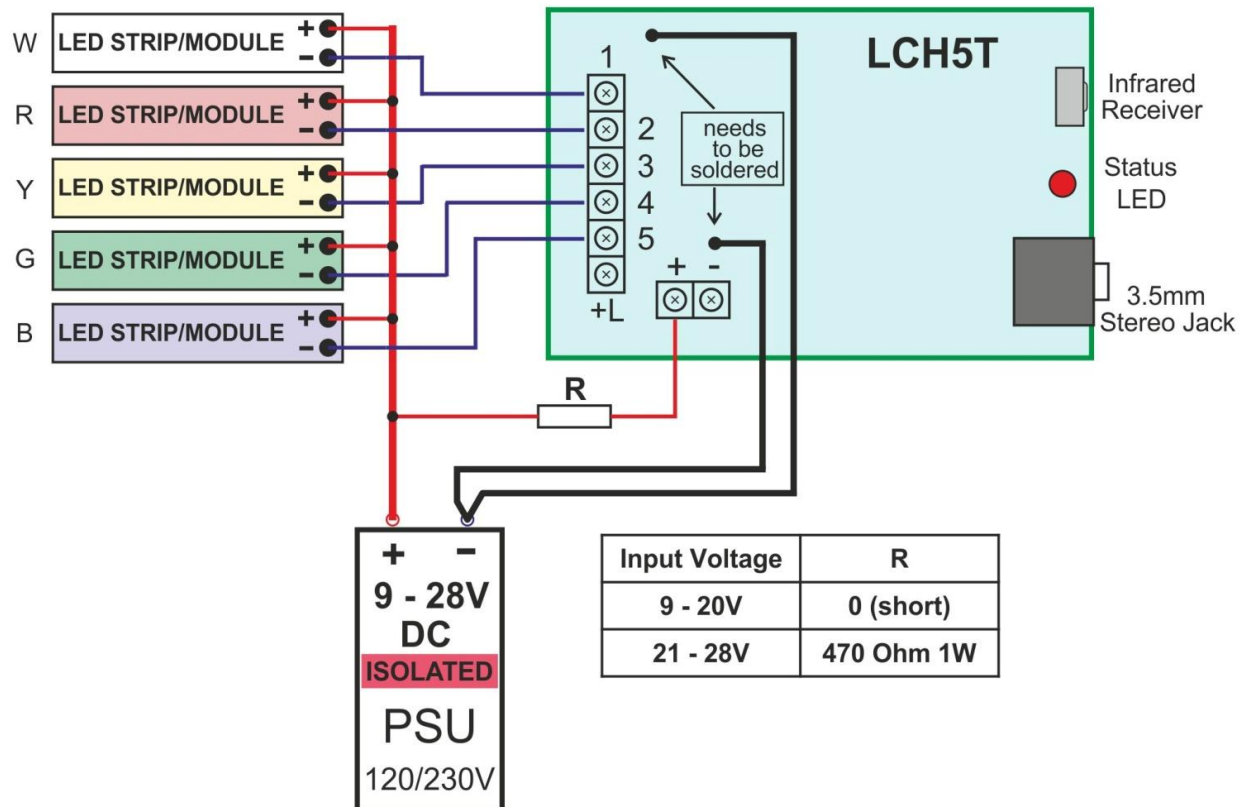 W
LED STRIP/MODULE
+
-
R
LED STRIP/MODULE
+
-
Y
LED STRIP/MODULE
+
-
G
LED STRIP/MODULE
+
-
B
LED STRIP/MODULE
+
-
LCH5T
1
2
3
4
5
+L
needs
to be
soldered
+ -
Infrared
Receiver
Status
LED
3.5mm
Stereo Jack
R
+ -
9 - 28V
DC
ISOLATED
PSU
120/230V
Input Voltage R
9 - 20V 0 (short)
21 - 28V 470 Ohm 1W